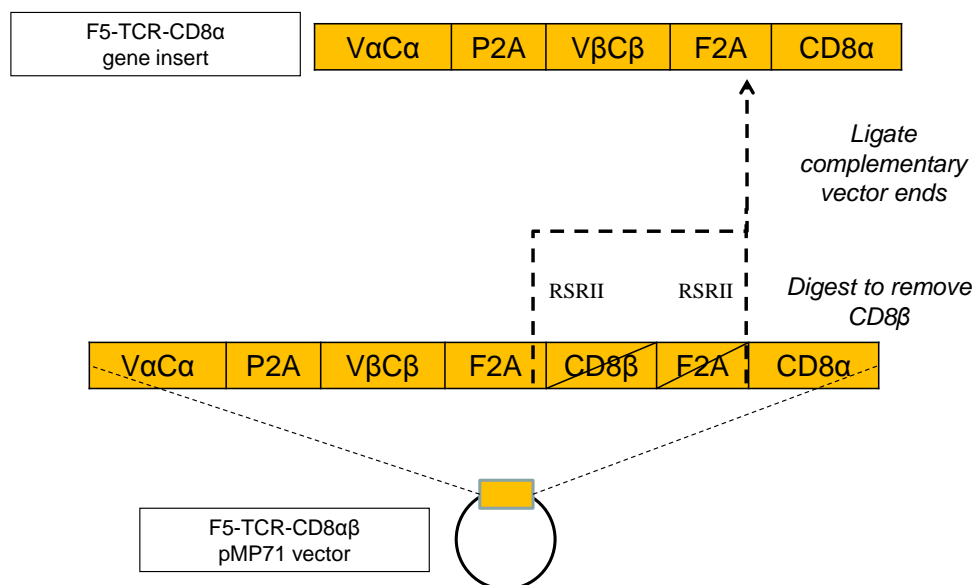 F5-TCR-CD8α
gene insert
VαCα P2A VβCβ F2A CD8α
Ligate
complementary
vector ends
RSRII RSRII
Digest to remove
CD8β
VαCα P2A VβCβ F2A CD8β F2A CD8α
F5-TCR-CD8αβ
pMP71 vector